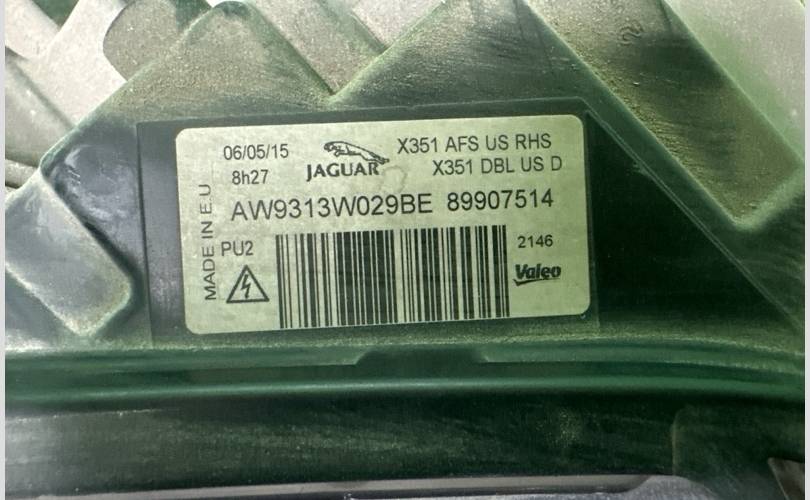 06/05/15
8h27
JAGUAR
X351 AFS US RHS
X351 DBL US D
AW9313W029BE 89907514
MADE IN E.U
PU2
2146
Valeo